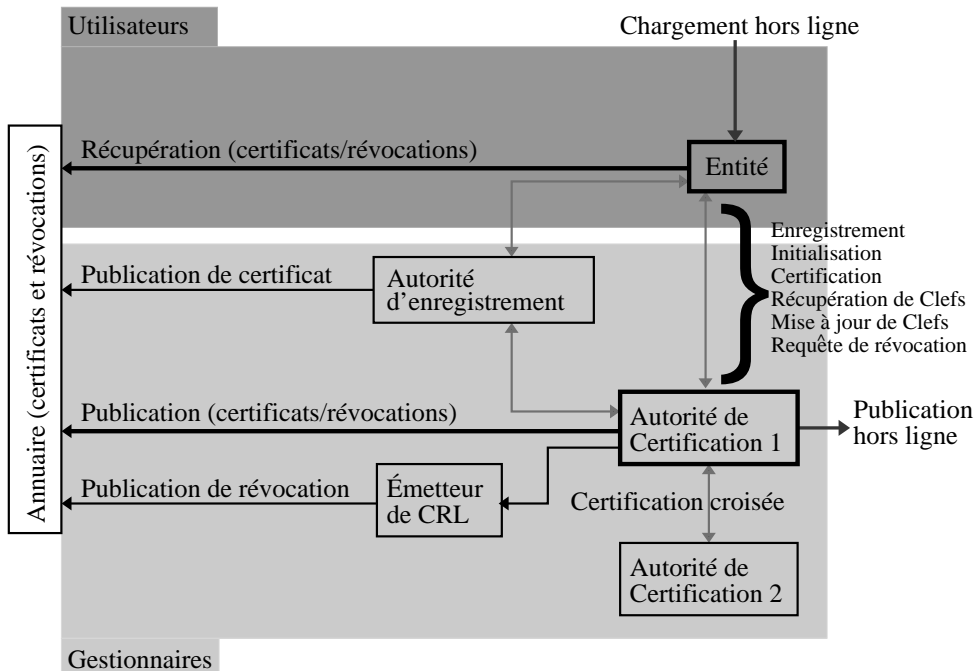 Utilisateurs
Chargement hors ligne
Annuaire (certificats et révocations)
Récupération (certificats/révocations)
Entité
Enregistrement
Initialisation
Certification
Récupération de Clefs
Mise à jour de Clefs
Requête de révocation
Publication de certificat
Autorité
d'enregistrement
Publication (certificats/révocations)
Autorité de
Certification 1
Publication
hors ligne
Publication de révocation
Émetteur
de CRL
Certification croisée
Autorité de
Certification 2
Gestionnaires